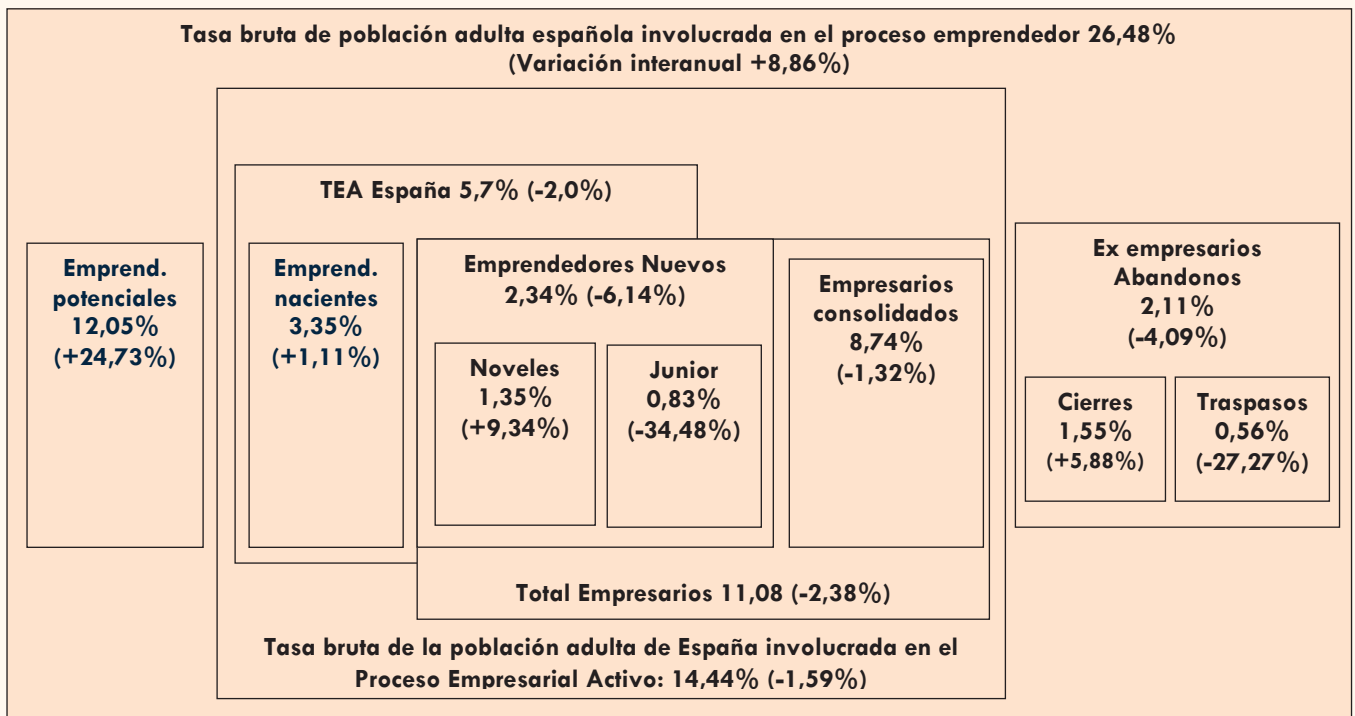 Tasa bruta de población adulta española involucrada en el proceso emprendedor 26,48%
(Variación interanual +8,86%)
TEA España 5,7% (-2,0%)
Emprend.
potenciales
12,05%
(+24,73%)
Emprend.
nacientes
3,35%
(+1,11%)
Emprendedores Nuevos
2,34% (-6,14%)
Noveles
1,35%
(+9,34%)
Junior
0,83%
(-34,48%)
Empresarios
consolidados
8,74%
(-1,32%)
Ex empresarios
Abandonos
2,11%
(-4,09%)
Cierres
1,55%
(+5,88%)
Traspasos
0,56%
(-27,27%)
Total Empresarios 11,08 (-2,38%)
Tasa bruta de la población adulta de España involucrada en el
Proceso Empresarial Activo: 14,44% (-1,59%)